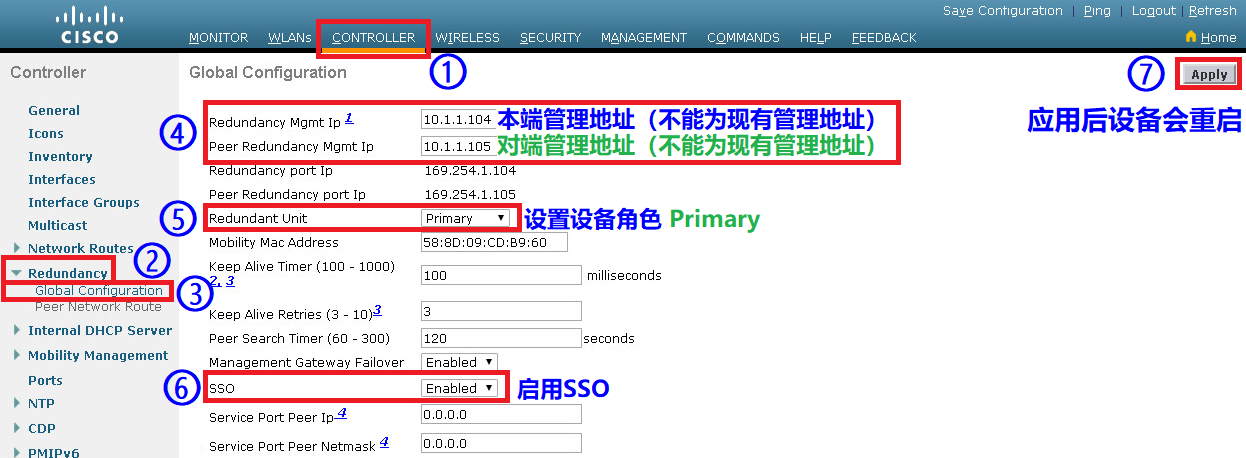 Save Configuration | Ping | Logout | Refresh
CISCO
MONITOR WLANs CONTROLLER WIRELESS SECURITY MANAGEMENT COMMANDS HELP FEEDBACK Home
①
Controller
General
Icons
Inventory
Interfaces
Interface Groups
Multicast
Network Routes
②
Redundancy
Global Configuration ③
Peer Network Route
Internal DHCP Server
Mobility Management
Ports
NTP
CDP
PMIPv6
Global Configuration
⑦ Apply
应用后设备会重启
④
Redundancy Mgmt Ip 1 10.1.1.104 本端管理地址（不能为现有管理地址）
Peer Redundancy Mgmt Ip 10.1.1.105 对端管理地址（不能为现有管理地址）
Redundancy port Ip 169.254.1.104
Peer Redundancy port Ip 169.254.1.105
⑤ Redundant Unit Primary 设置设备角色 Primary
Mobility Mac Address 58:8D:09:CD:B9:60
Keep Alive Timer (100 - 1000) 100 milliseconds
2, 3
Keep Alive Retries (3 - 10) 3 3
Peer Search Timer (60 - 300) 120 seconds
Management Gateway Failover Enabled
⑥ SSO Enabled 启用SSO
Service Port Peer Ip 4 0.0.0.0
Service Port Peer Netmask 4 0.0.0.0